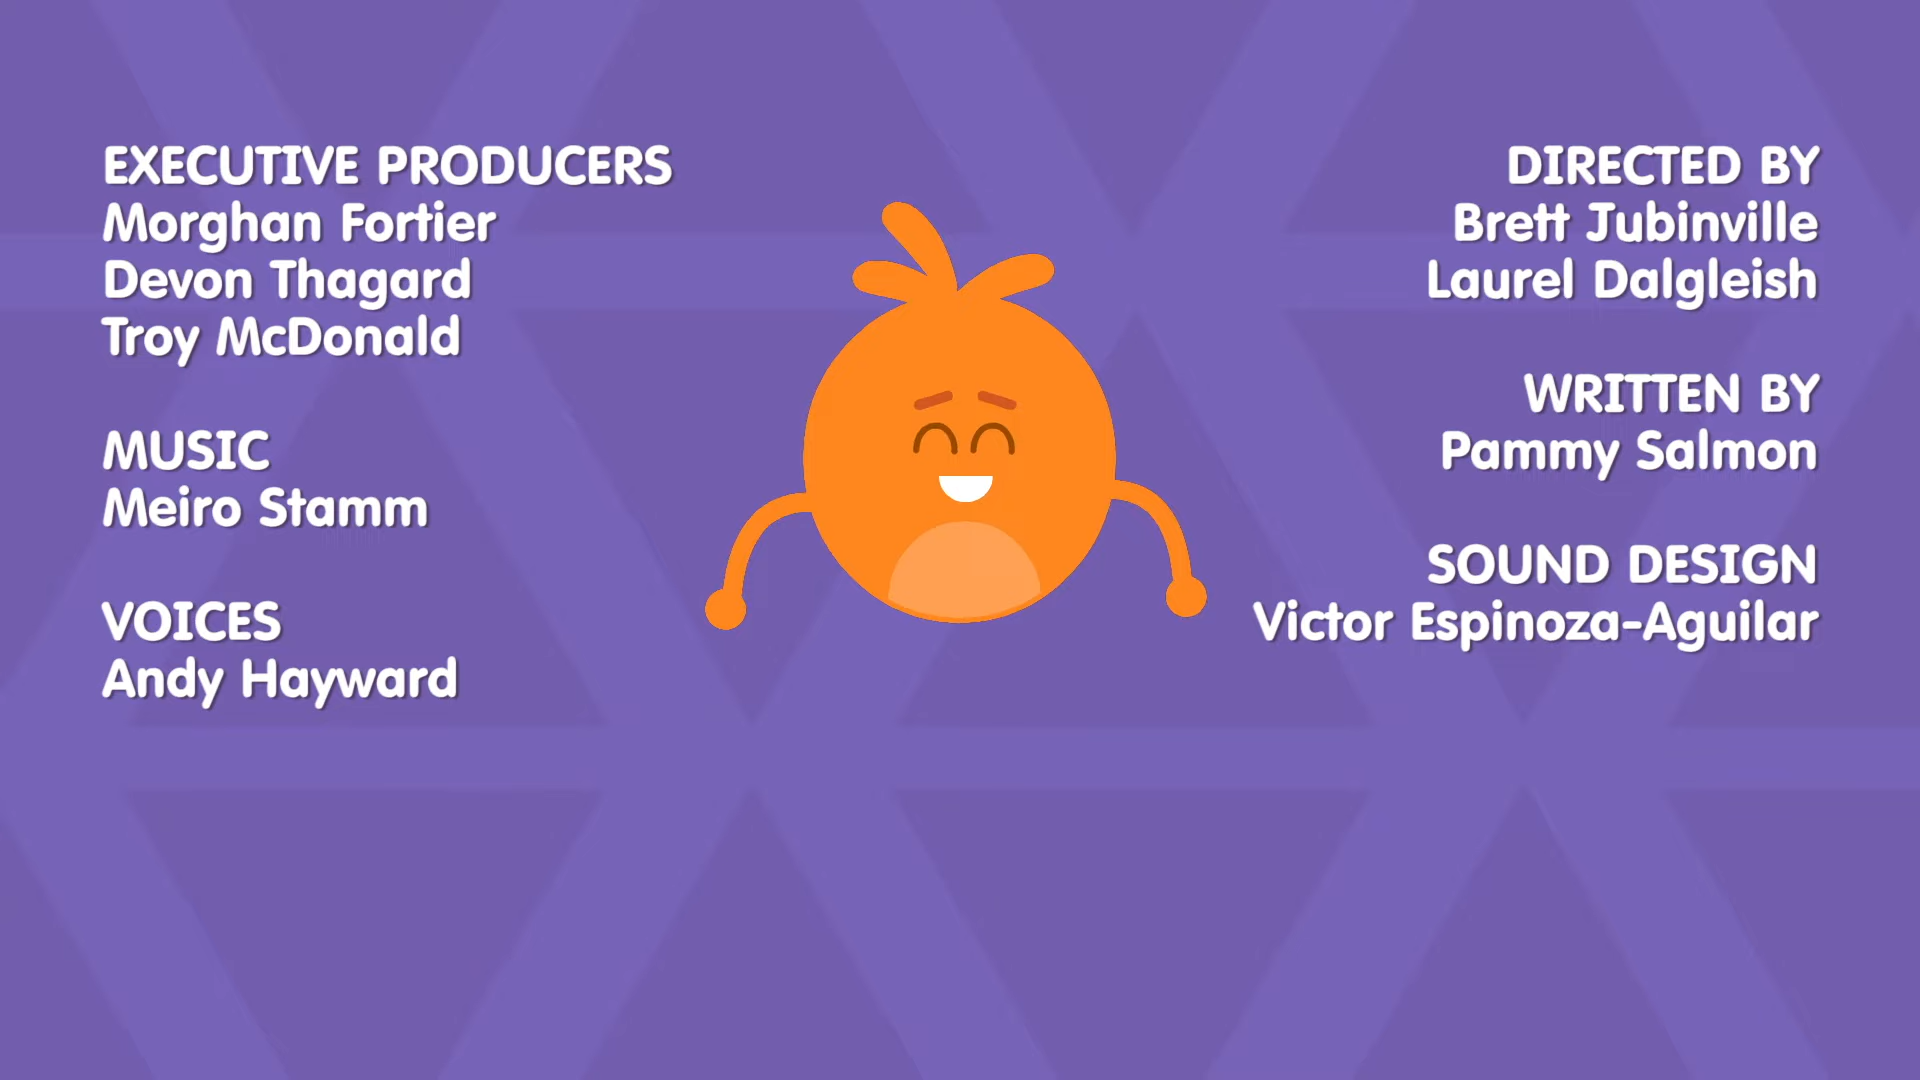 EXECUTIVE PRODUCERS
Morghan Fortier
Devon Thagard
Troy McDonald
MUSIC
Meiro Stamm
VOICES
Andy Hayward
DIRECTED BY
Brett Jubinville
Laurel Dalgleish
WRITTEN BY
Pammy Salmon
SOUND DESIGN
Victor Espinoza-Aguilar